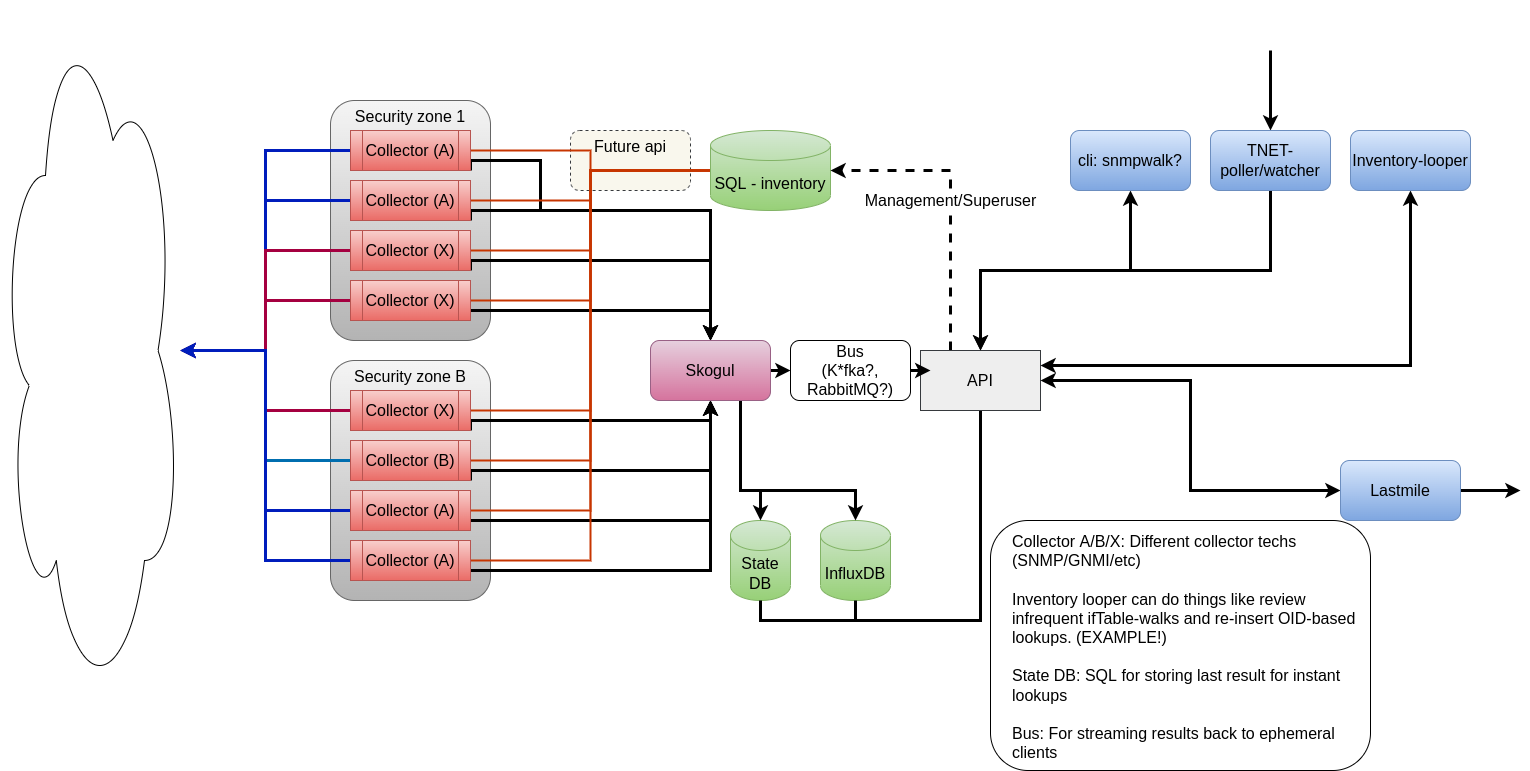 Security zone 1
Collector (A)
Collector (A)
Collector (X)
Collector (X)
Security zone B
Collector (X)
Collector (B)
Collector (A)
Collector (A)
Future api
SQL - inventory
Management/Superuser
cli: snmpwalk?
TNET-
poller/watcher
Inventory-looper
Skogul
Bus
(K*fka?,
RabbitMQ?)
API
State
DB
InfluxDB
Lastmile
Collector A/B/X: Different collector techs
(SNMP/GNMI/etc)
Inventory looper can do things like review
infrequent ifTable-walks and re-insert OID-based
lookups. (EXAMPLE!)
State DB: SQL for storing last result for instant
lookups
Bus: For streaming results back to ephemeral
clients